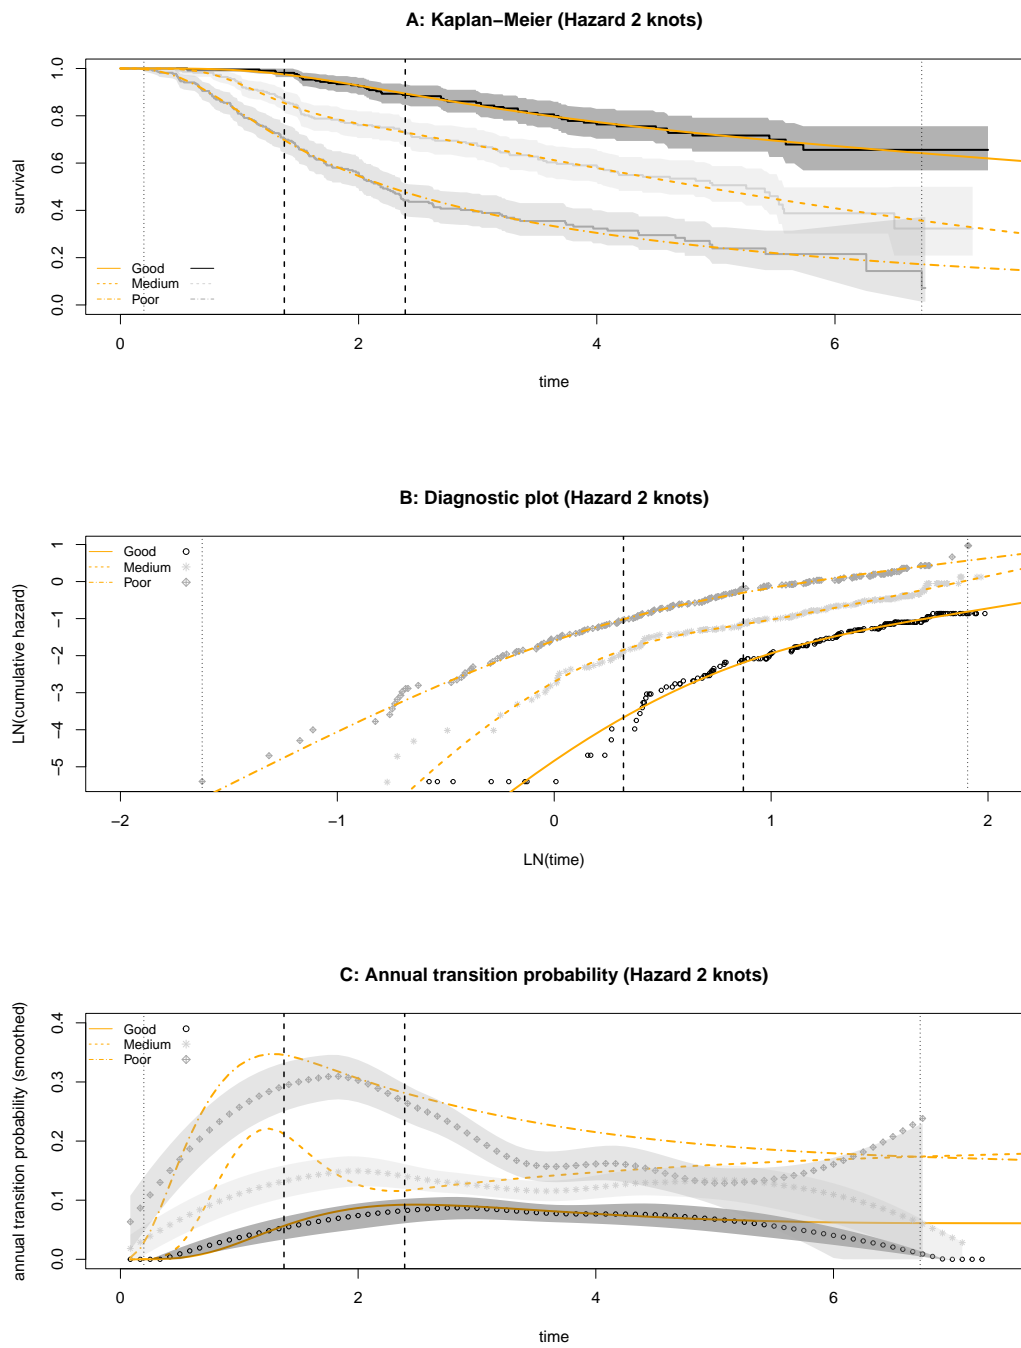 A: Kaplan−Meier (Hazard 2 knots)
survival
1.0
0.8
0.6
0.4
0.2
0.0
Good
Medium
Poor
0 2 4 6
time
B: Diagnostic plot (Hazard 2 knots)
LN(cumulative hazard)
1
0
−1
−2
−3
−4
−5
Good
Medium
Poor
−2 −1 0 1 2
LN(time)
C: Annual transition probability (Hazard 2 knots)
annual transition probability (smoothed)
0.4
0.3
0.2
0.1
0.0
Good
Medium
Poor
0 2 4 6
time